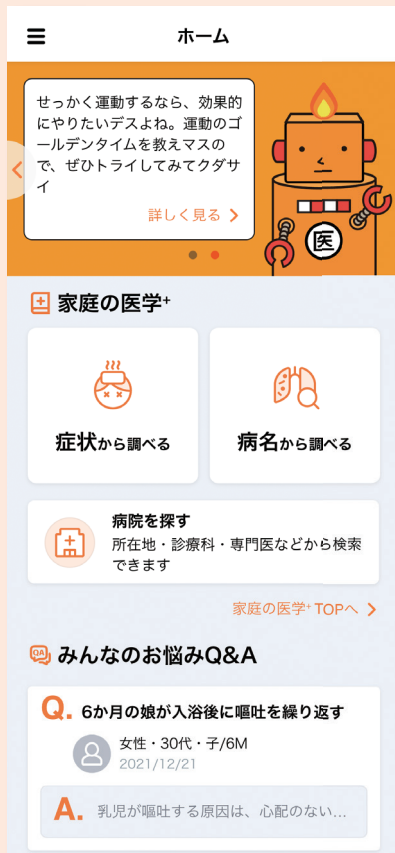 ホーム
せっかく運動するなら、効果的
にやりたいデスよね。運動のゴ
ールデンタイムを教えマスの
で、ぜひトライしてみてクダサ
イ
詳しく見る
医
家庭の医学+
症状から調べる
病名から調べる
病院を探す
所在地・診療科・専門医などから検索
できます
家庭の医学+ TOPへ
QA
みんなのお悩みQ&A
Q. 6か月の娘が入浴後に嘔吐を繰り返す
女性・30代・子/6M
2021/12/21
A. 乳児が嘔吐する原因は、心配のない...